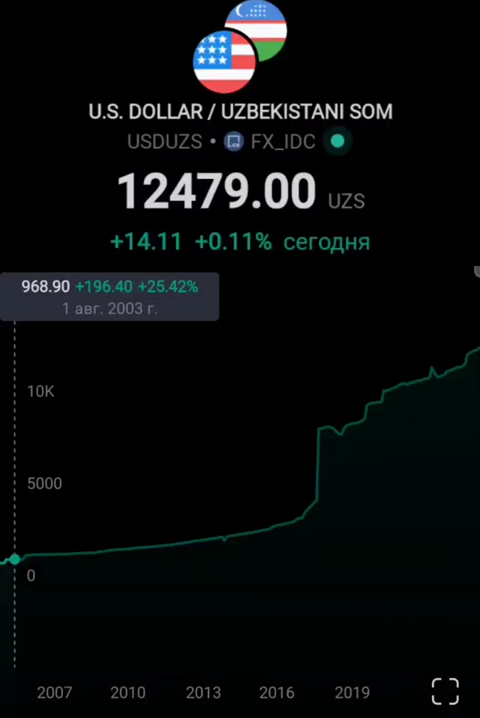 U.S. DOLLAR / UZBEKISTANI SOM
USDUZS • FX_IDC
12479.00 UZS
+14.11 +0.11% сегодня
968.90 +196.40 +25.42%
1 авг. 2003 г.
10K
5000
0
2007 2010 2013 2016 2019